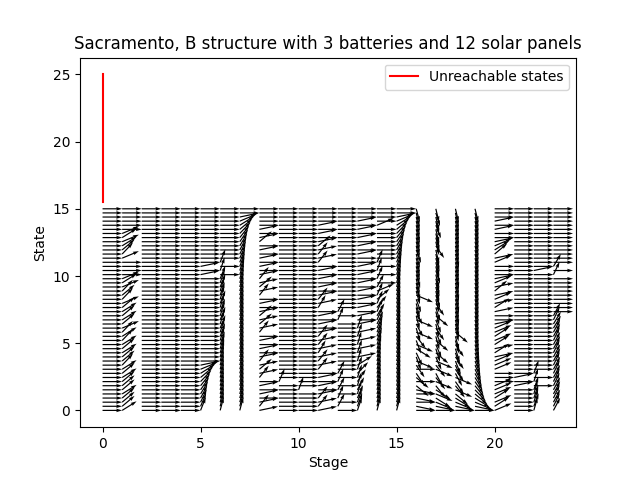 Sacramento, B structure with 3 batteries and 12 solar panels
Unreachable states
25
20
15
10
5
0
State
0 5 10 15 20
Stage